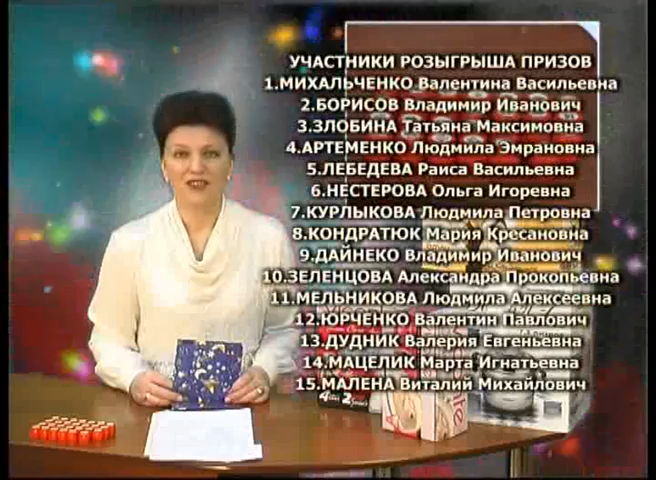 УЧАСТНИКИ РОЗЫГРЫША ПРИЗОВ
1.МИХАЛЬЧЕНКО Валентина Васильевна
2.БОРИСОВ Владимир Иванович
3.ЗЛОБИНА Татьяна Максимовна
4.АРТЕМЕНКО Людмила Эмрановна
5.ЛЕБЕДЕВА Раиса Васильевна
6.НЕСТЕРОВА Ольга Игоревна
7.КУРЛЫКОВА Людмила Петровна
8.КОНДРАТЮК Мария Кресановна
9.ДАЙНЕКО Владимир Иванович
10.ЗЕЛЕНЦОВА Александра Прокопьевна
11.МЕЛЬНИКОВА Людмила Алексеевна
12.ЮРЧЕНКО Валентин Павлович
13.ДУДНИК Валерия Евгеньевна
14.МАЦЕЛИК Марта Игнатьевна
15.МАЛЕНА Виталий Михайлович